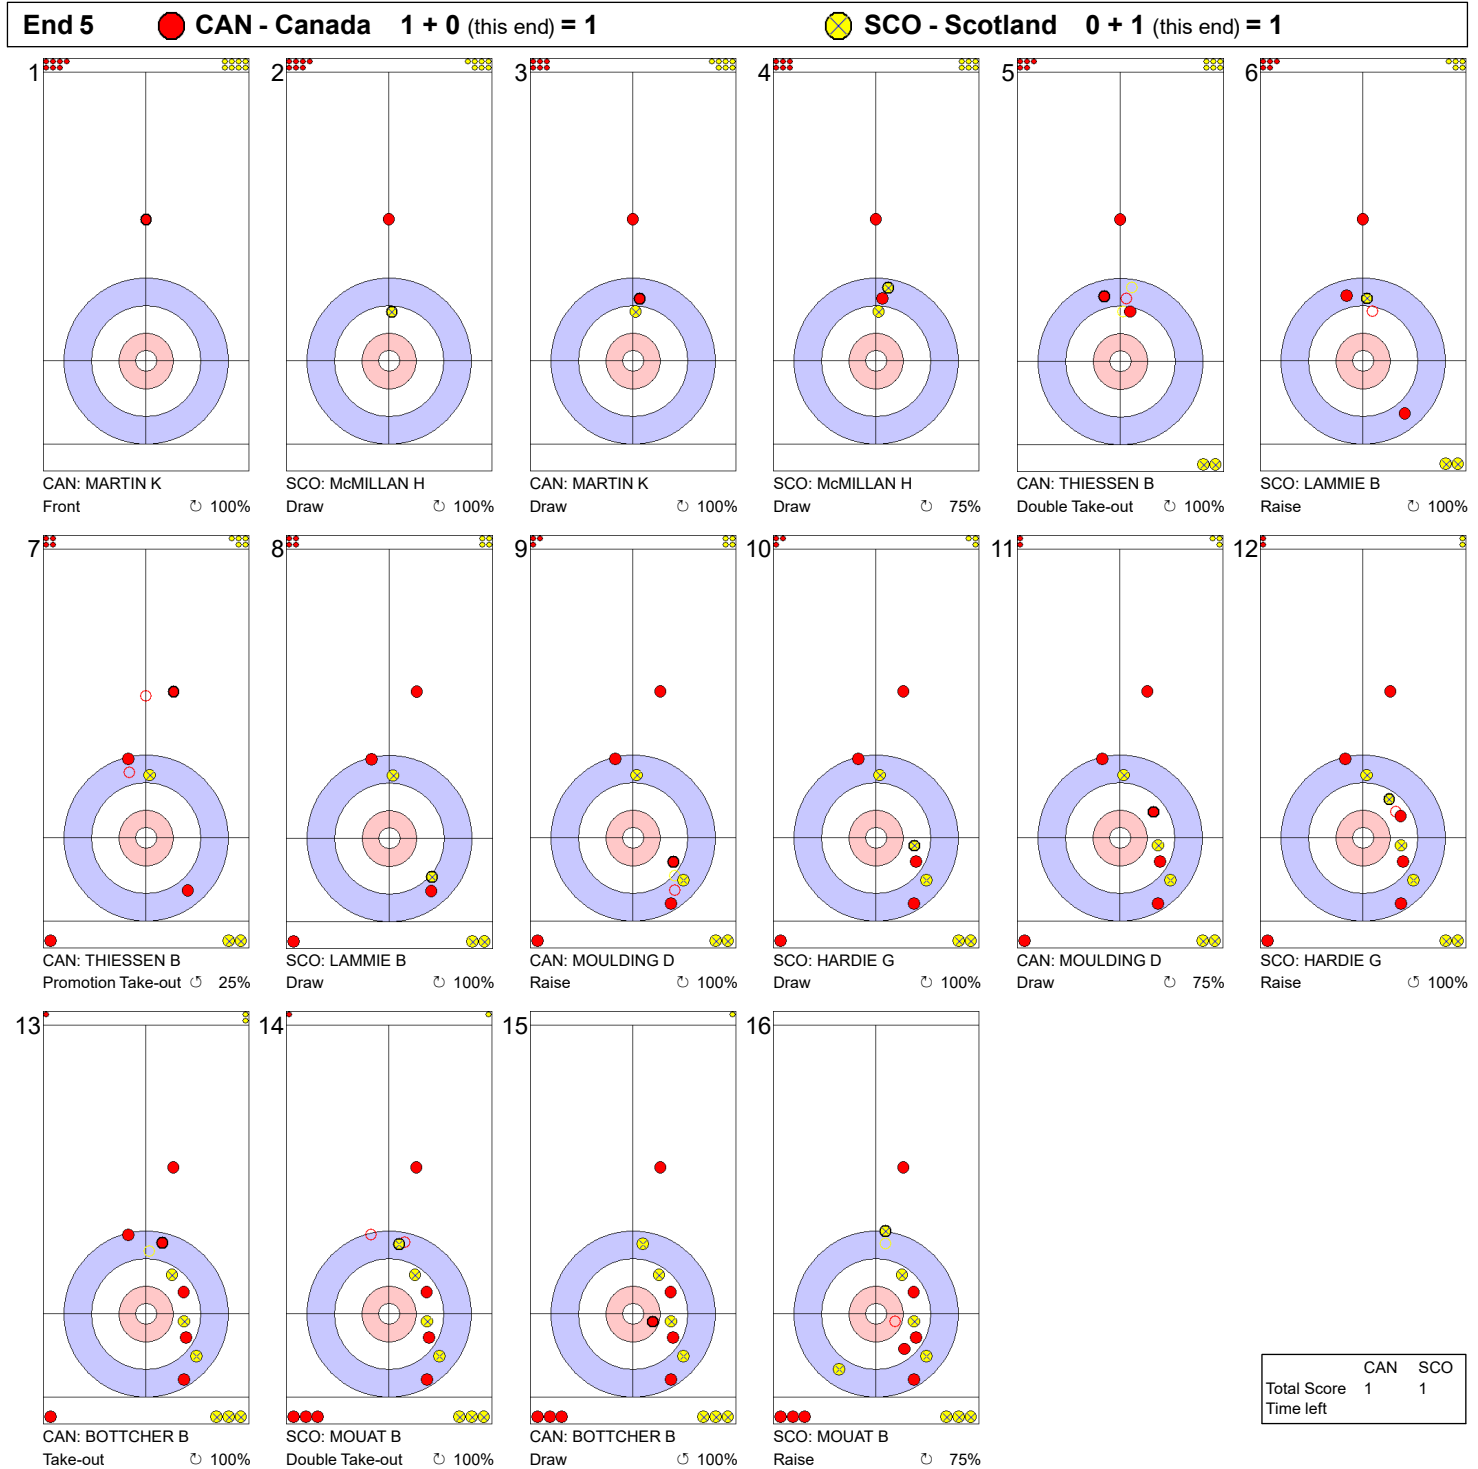 End 5 CAN - Canada 1 + 0 (this end) = 1 SCO - Scotland 0 + 1 (this end) = 1
1 2 3 4 5 6
CAN: MARTIN K SCO: McMILLAN H CAN: MARTIN K SCO: McMILLAN H CAN: THIESSEN B SCO: LAMMIE B
Front ↻ 100% Draw ↻ 100% Draw ↻ 100% Draw ↻ 75% Double Take-out ↻ 100% Raise ↻ 100%
7 8 9 10 11 12
CAN: THIESSEN B SCO: LAMMIE B CAN: MOULDING D SCO: HARDIE G CAN: MOULDING D SCO: HARDIE G
Promotion Take-out ↺ 25% Draw ↻ 100% Raise ↺ 100% Draw ↻ 100% Draw ↻ 75% Raise ↻ 100%
13 14 15 16
CAN: BOTTCHER B SCO: MOUAT B CAN: BOTTCHER B SCO: MOUAT B
Take-out ↻ 100% Double Take-out ↻ 100% Draw ↺ 100% Raise ↻ 75%
CAN SCO
Total Score 1 1
Time left